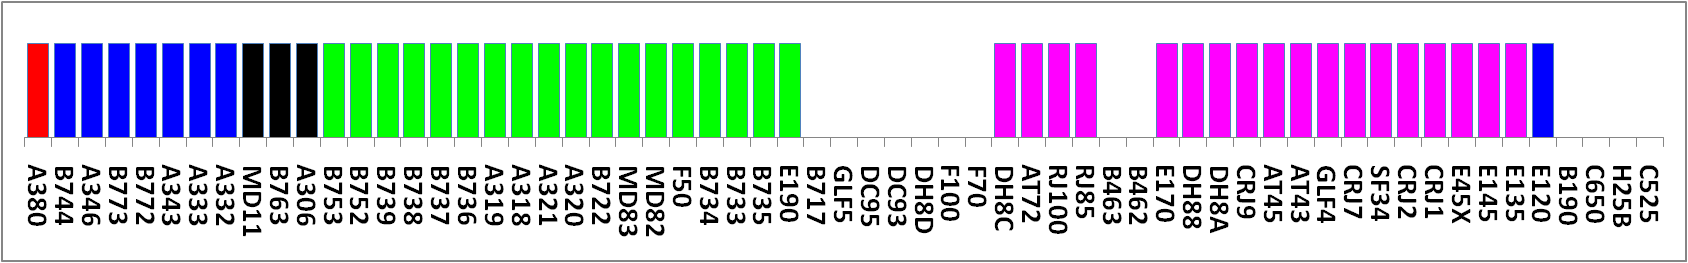 A380
B744
A346
B773
B772
A343
A333
A332
MD11
B763
A306
B753
B752
B739
B738
B737
B736
A319
A318
A321
A320
B722
MD83
MD82
F50
B734
B733
B735
E190
B717
GLF5
DC95
DC93
DH8D
F100
F70
DH8C
AT72
RJ100
RJ85
B463
B462
E170
DH88
DH8A
CRJ9
AT45
AT43
GLF4
CRJ7
SF34
CRJ2
CRJ1
E45X
E145
E135
E120
B190
C650
H25B
C525